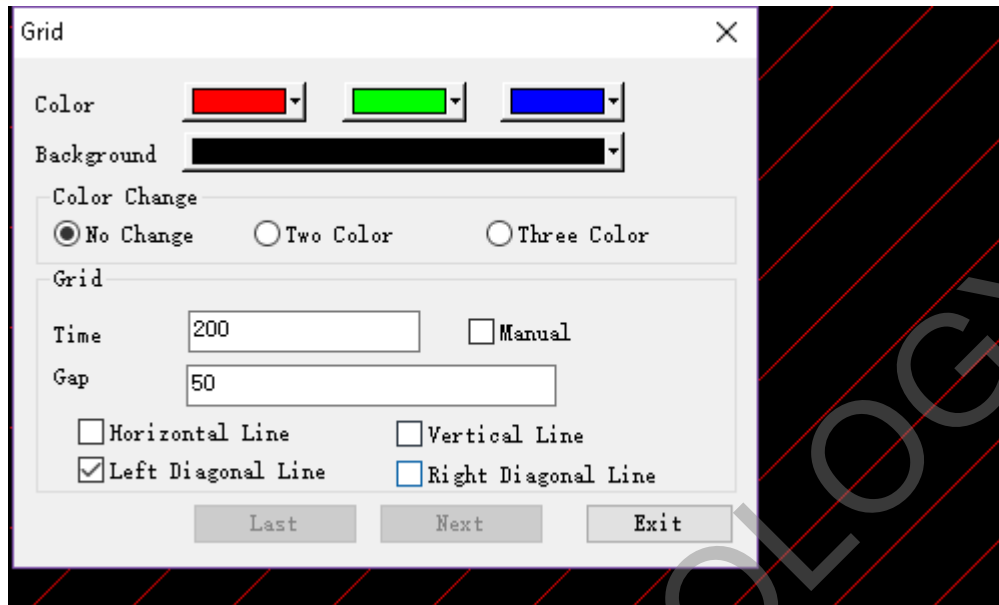 Grid
Color
Background
Color Change
No Change Two Color Three Color
Grid
Time 200 Manual
Gap 50
Horizontal Line Vertical Line
Left Diagonal Line Right Diagonal Line
Last Next Exit
OLOGY